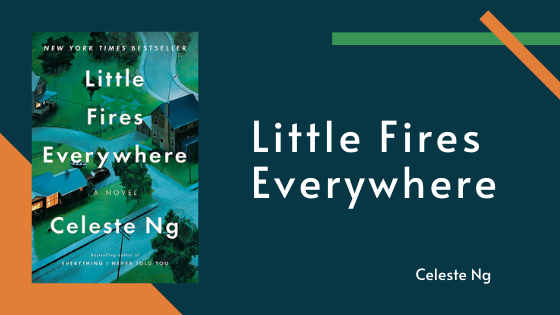 NEW YORK TIMES BESTSELLER
Little
Fires
Everywhere
A NOVEL
Celeste Ng
Bestselling author of
EVERYTHING I NEVER TOLD YOU
Little Fires
Everywhere
Celeste Ng